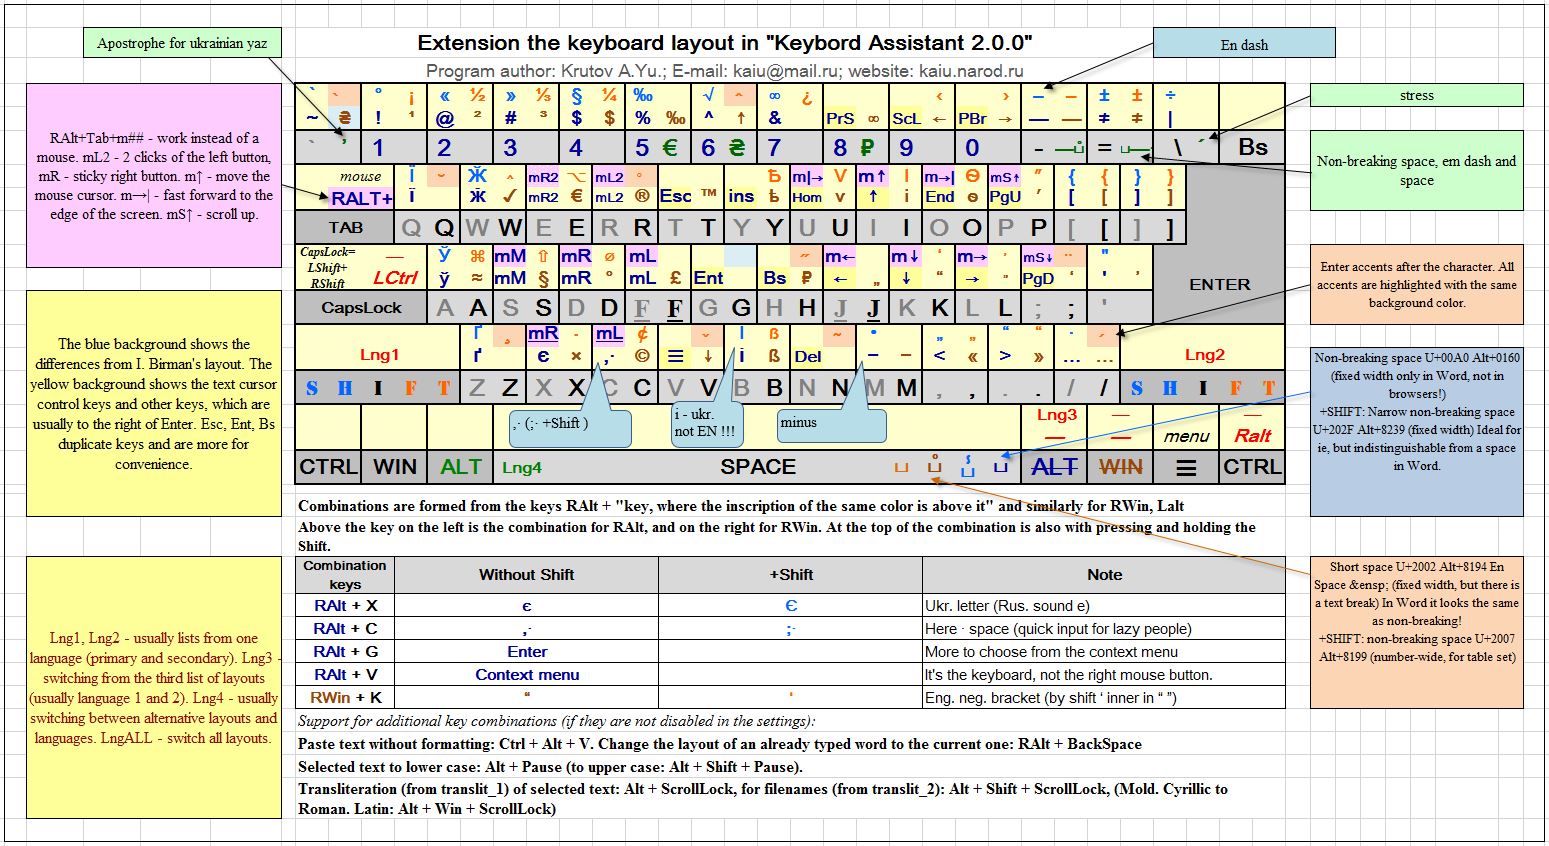 Extension the keyboard layout in "Keybord Assistant 2.0.0"
Program author: Krutov A.Yu.; E-mail: kaiu@mail.ru; website: kaiu.narod.ru
Apostrophe for ukrainian yaz
En dash
stress
RAlt+Tab+m## - work instead of a
mouse. mL2 - 2 clicks of the left button,
mR - sticky right button. m↑ - move the
mouse cursor. m→| - fast forward to the
edge of the screen. mS↑ - scroll up.
Non-breaking space, em dash and
space
Enter accents after the character. All
accents are highlighted with the same
background color.
The blue background shows the
differences from I. Birman's layout. The
yellow background shows the text cursor
control keys and other keys, which are
usually to the right of Enter. Esc, Ent, Bs
duplicate keys and are more for
convenience.
Non-breaking space U+00A0 Alt+0160
(fixed width only in Word, not in
browsers!)
+SHIFT: Narrow non-breaking space
U+202F Alt+8239 (fixed width) Ideal for
ie, but indistinguishable from a space
in Word.
Short space U+2002 Alt+8194 En
Space &ensp; (fixed width, but there is
a text break) In Word it looks the same
as non-breaking!
+SHIFT: non-breaking space U+2007
Alt+8199 (number-wide, for table set)
Lng1, Lng2 - usually lists from one
language (primary and secondary). Lng3 -
switching from the third list of layouts
(usually language 1 and 2). Lng4 - usually
switching between alternative layouts and
languages. LngALL - switch all layouts.
` ` ° ¡ « ½ » ⅓ § ¼ ‰ √ ˆ ∞ ¿ ‹ › – – ± ± ÷
~ ₴ ! ¹ @ ² # ³ $ $ % ‰ ^ ↑ & PrS ∞ ScL ← PBr → — — ≠ ≠ |
` ’ 1 2 3 4 5 € 6 ₴ 7 8 ₽ 9 0 - = \ ´ Bs
mouse Ї ˘ Ж ‸ mR2 ⌥ mL2 ° Ѣ m|→ V m↑ I m→| Ѳ mS↑ ″ { { } }
RALT+ ї ӂ ✓ mR2 € mL2 ® Esc ™ ins ѣ Hom v ↑ i End ѳ PgU ′ [ [ ] ]
TAB Q Q W W E E R R T T Y Y U U I I O O P P [ [ ] ]
CapsLock=
LShift+
RShift
— Ў ⌘ mM ⇧ mR ⌀ mL ˝ m← m↓ ‘ m→ ’ mS↓ ¨ "
LCtrl ў ≈ mM § mR ° mL £ Ent Bs ₽ ← „ ↓ “ → ” PgD ‘ ' ’
ENTER
CapsLock A A S S D D F F G G H H J J K K L L ; ; '
Ґ ¸ mR · mL ¢ ˇ І ẞ ˜ • „ „ “ “ · ´
Lng1 ґ є × ,· © ≡ ↓ і ß Del – − < « > » … … Lng2
S H I F T Z Z X X C C V V B B N N M M , , . . / / S H I F T
,· (;· +Shift )
i - ukr.
not EN !!!
minus
Lng3 — —
— — menu Ralt
CTRL WIN ALT Lng4 SPACE ALT WIN ≡ CTRL
Combinations are formed from the keys RAlt + "key, where the inscription of the same color is above it" and similarly for RWin, Lalt
Above the key on the left is the combination for RAlt, and on the right for RWin. At the top of the combination is also with pressing and holding the
Shift.
Combination
keys
Without Shift +Shift Note
RAlt + X є Є Ukr. letter (Rus. sound e)
RAlt + C ,· ;· Here · space (quick input for lazy people)
RAlt + G Enter More to choose from the context menu
RAlt + V Context menu It's the keyboard, not the right mouse button.
RWin + K “ ‘ Eng. neg. bracket (by shift ‘ inner in “ ”)
Support for additional key combinations (if they are not disabled in the settings):
Paste text without formatting: Ctrl + Alt + V. Change the layout of an already typed word to the current one: RAlt + BackSpace
Selected text to lower case: Alt + Pause (to upper case: Alt + Shift + Pause).
Transliteration (from translit_1) of selected text: Alt + ScrollLock, for filenames (from translit_2): Alt + Shift + ScrollLock, (Mold. Cyrillic to
Roman. Latin: Alt + Win + ScrollLock)